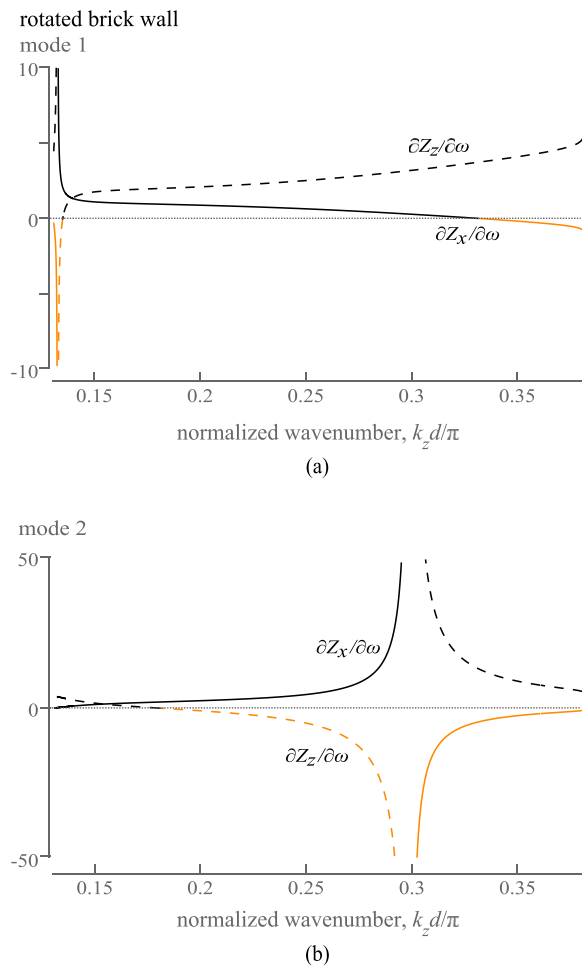 rotated brick wall
mode 1
10
∂Z_z/∂ω
0
∂Z_x/∂ω
-10
0.15 0.2 0.25 0.3 0.35
normalized wavenumber, k_z d/π
(a)
mode 2
50
∂Z_x/∂ω
0
∂Z_z/∂ω
-50
0.15 0.2 0.25 0.3 0.35
normalized wavenumber, k_z d/π
(b)